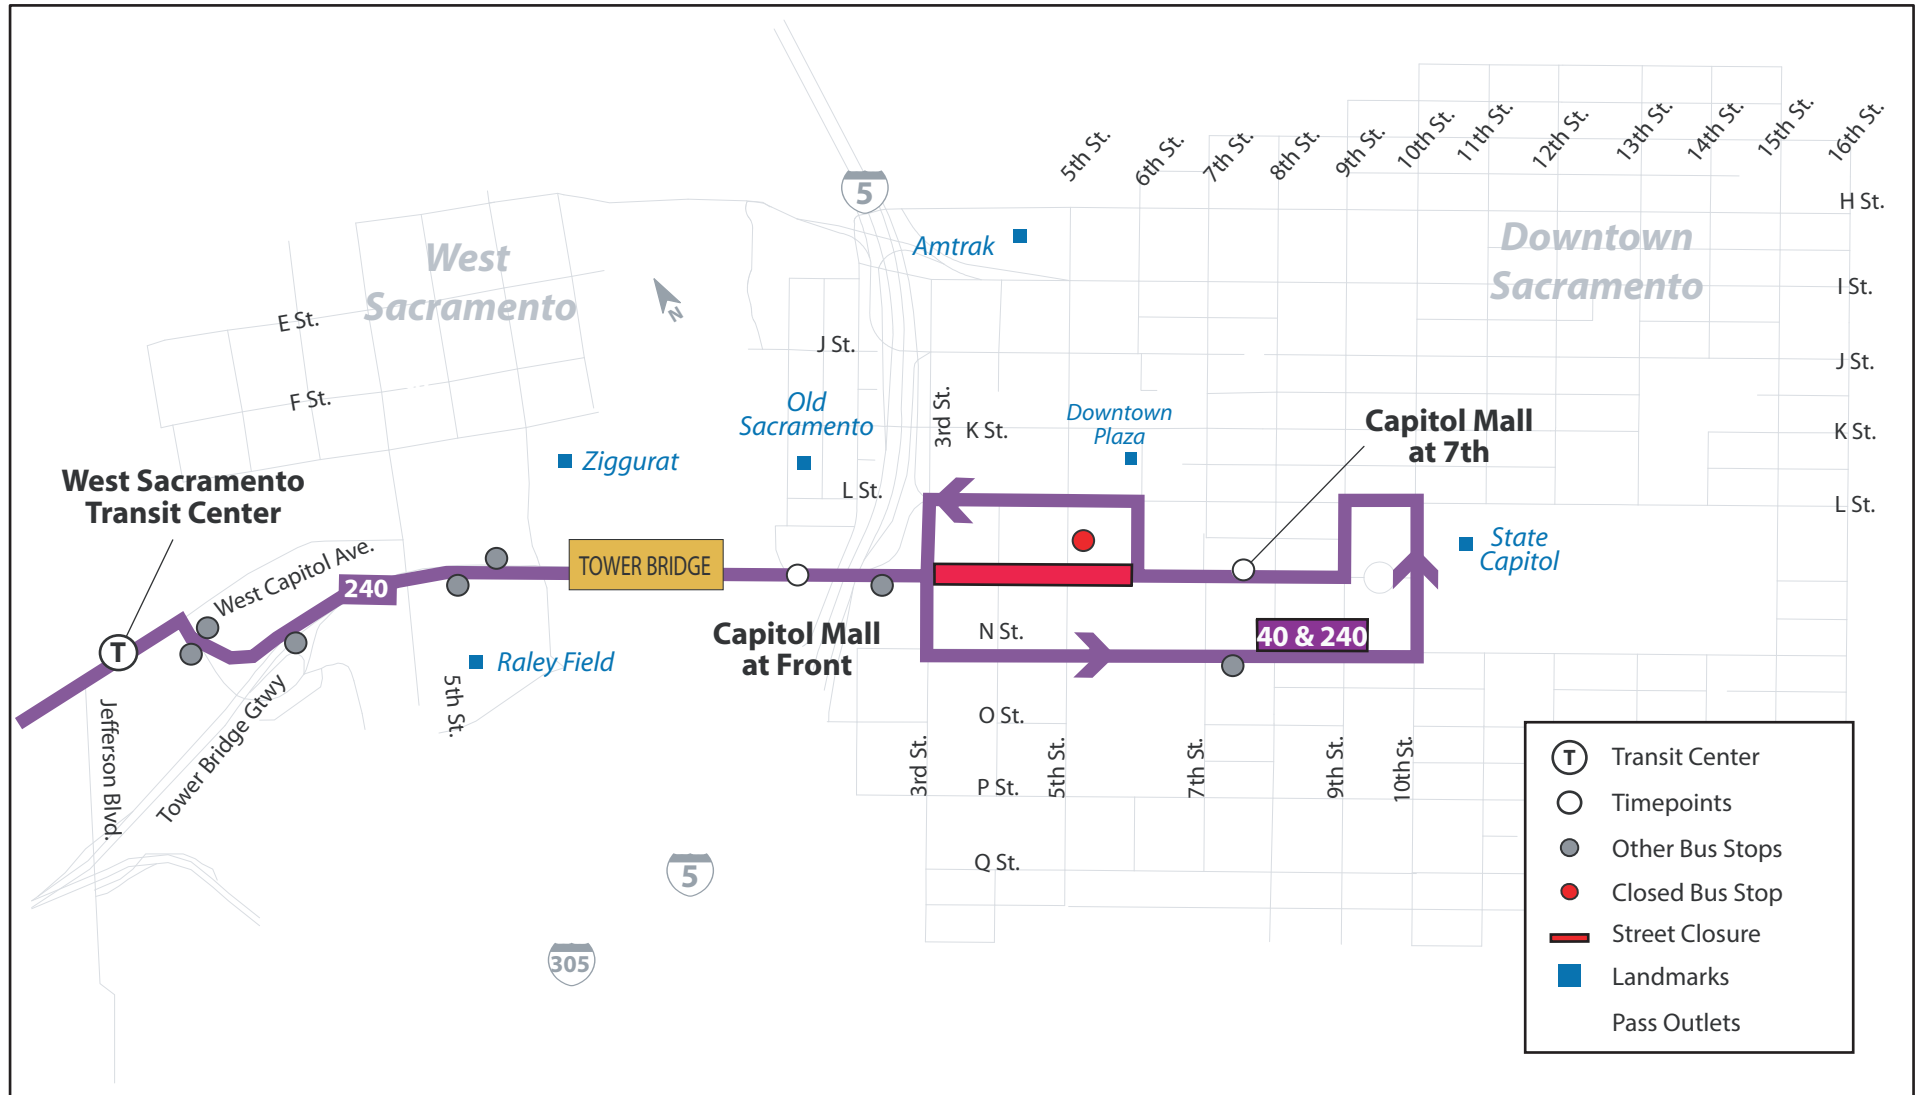 5th St.
6th St.
7th St.
8th St.
9th St.
10th St.
11th St.
12th St.
13th St.
14th St.
15th St.
16th St.
H St.
I St.
J St.
K St.
L St.
West
Sacramento
Downtown
Sacramento
5
Amtrak
N
E St.
F St.
J St.
Old
Sacramento
3rd St.
K St.
Downtown
Plaza
Capitol Mall
at 7th
Ziggurat
L St.
West Sacramento
Transit Center
State
Capitol
West Capitol Ave.
TOWER BRIDGE
240
T
Capitol Mall
at Front
N St.
40 & 240
Raley Field
5th St.
Jefferson Blvd.
Tower Bridge Gtwy
O St.
3rd St.
5th St.
7th St.
9th St.
10th St.
P St.
Q St.
5
305
T Transit Center
Timepoints
Other Bus Stops
Closed Bus Stop
Street Closure
Landmarks
Pass Outlets